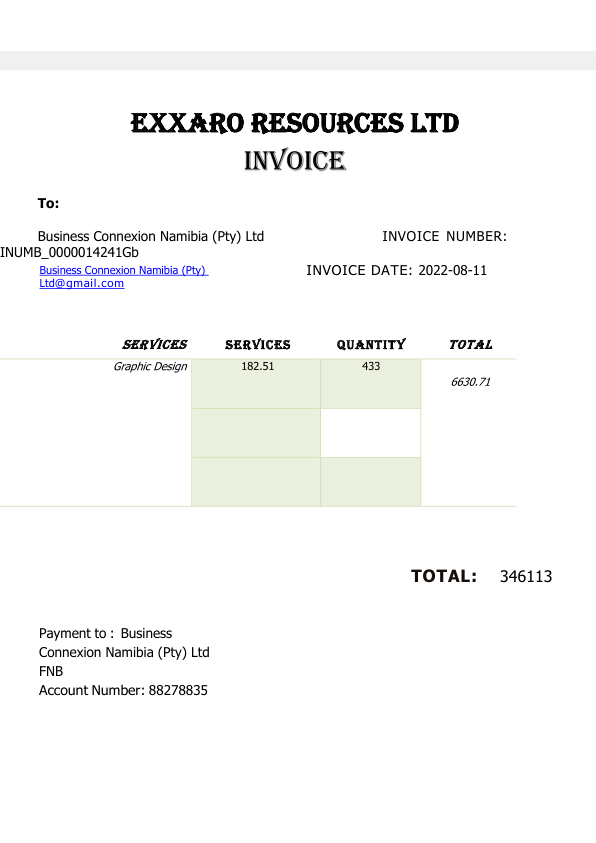 EXXARO RESOURCES LTD
INVOICE
To:
Business Connexion Namibia (Pty) Ltd INVOICE NUMBER:
INUMB_0000014241Gb
Business Connexion Namibia (Pty) INVOICE DATE: 2022-08-11
Ltd@gmail.com
SERVICES SERVICES QUANTITY TOTAL
Graphic Design 182.51 433
6630.71
TOTAL: 346113
Payment to : Business
Connexion Namibia (Pty) Ltd
FNB
Account Number: 88278835